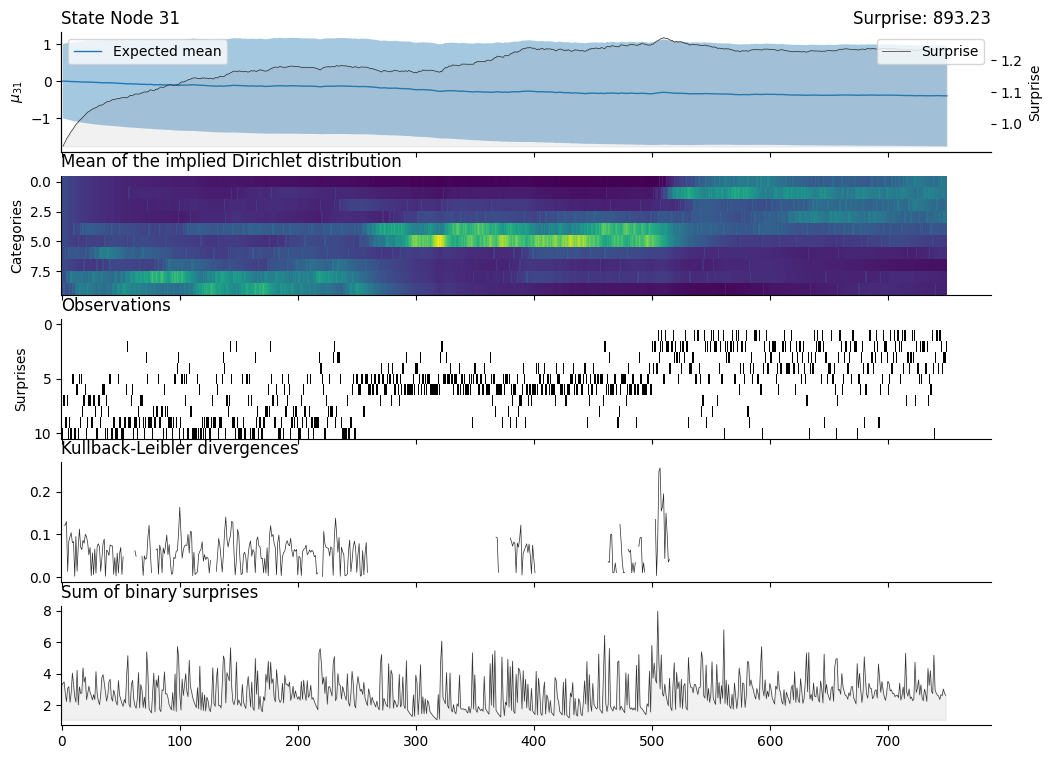 State Node 31 Surprise: 893.23
1 Expected mean Surprise
0 1.2
−1 1.1
1.0
μ31
Surprise
Mean of the implied Dirichlet distribution
0.0
2.5
5.0
7.5
Categories
Observations
0
5
10
Surprises
Kullback-Leibler divergences
0.2
0.1
0.0
Sum of binary surprises
8
6
4
2
0 100 200 300 400 500 600 700